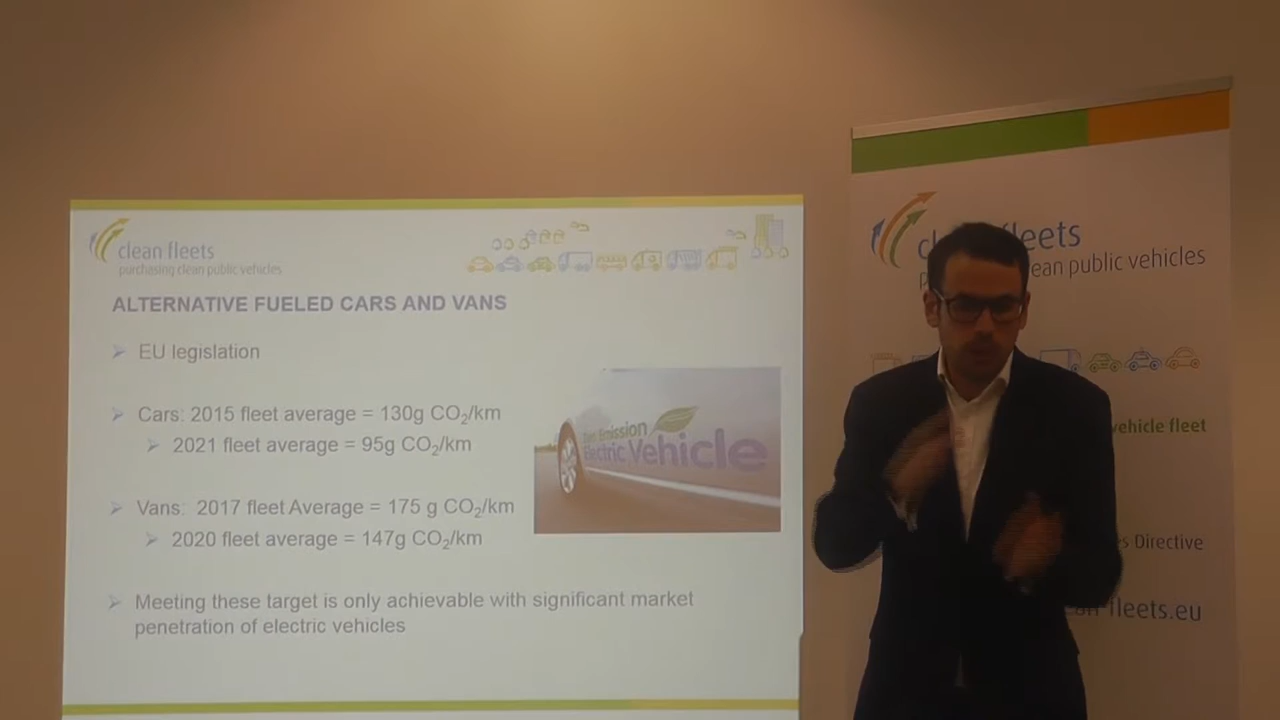 clean fleets
purchasing clean public vehicles
ALTERNATIVE FUELED CARS AND VANS
EU legislation
Cars: 2015 fleet average = 130g CO₂/km
2021 fleet average = 95g CO₂/km
Vans: 2017 fleet Average = 175 g CO₂/km
2020 fleet average = 147g CO₂/km
Meeting these target is only achievable with significant market
penetration of electric vehicles
Emission
Electric Vehicle
eets
ean public vehicles
vehicle fleet
Directive
fleets.eu